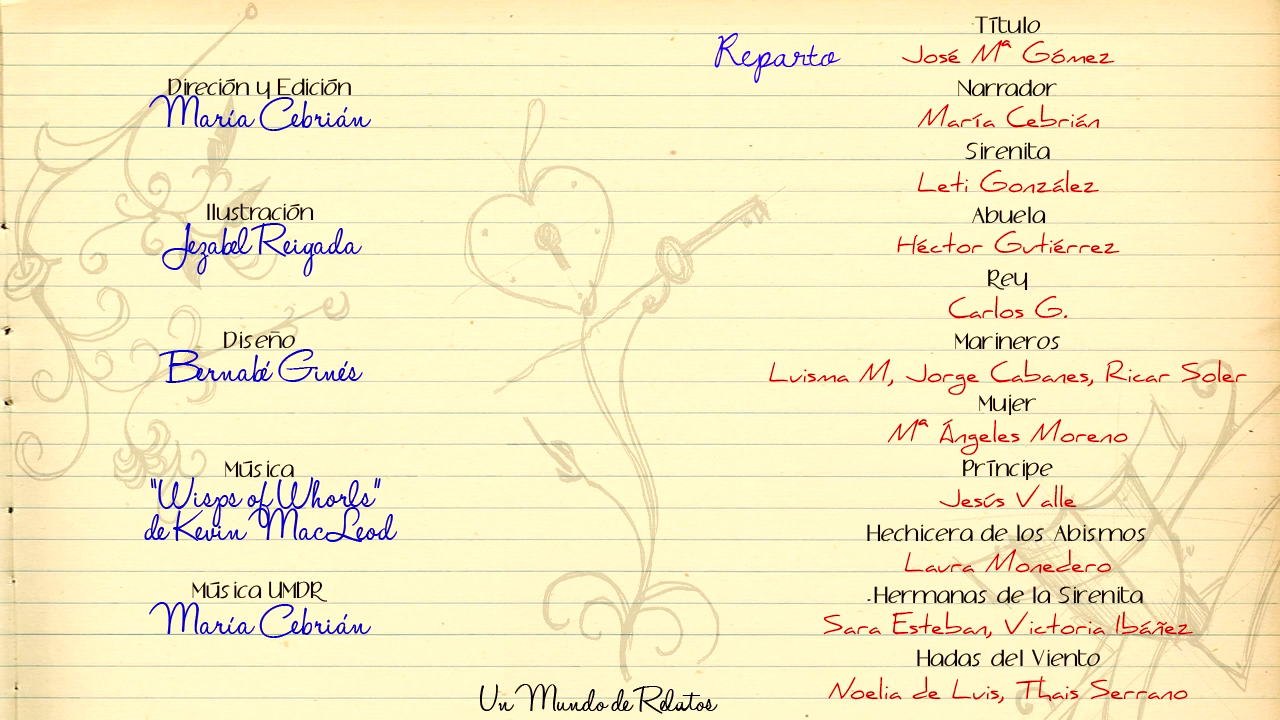 Direción y Edición
María Cebrián
Ilustración
Jezabel Reigada
Diseño
Bernabé Ginés
Música
"Wisps of Whorls"
de Kevin MacLeod
Música UMDR
María Cebrián
Reparto
Título
José Mª Gómez
Narrador
María Cebrián
Sirenita
Leti González
Abuela
Héctor Gutiérrez
Rey
Carlos G.
Marineros
Luisma M, Jorge Cabanes, Ricar Soler
Mujer
Mª Ángeles Moreno
Príncipe
Jesús Valle
Hechicera de los Abismos
Laura Monedero
.Hermanas de la Sirenita
Sara Esteban, Victoria Ibáñez
Hadas del Viento
Noelia de Luis, Thais Serrano
Un Mundo de Relatos